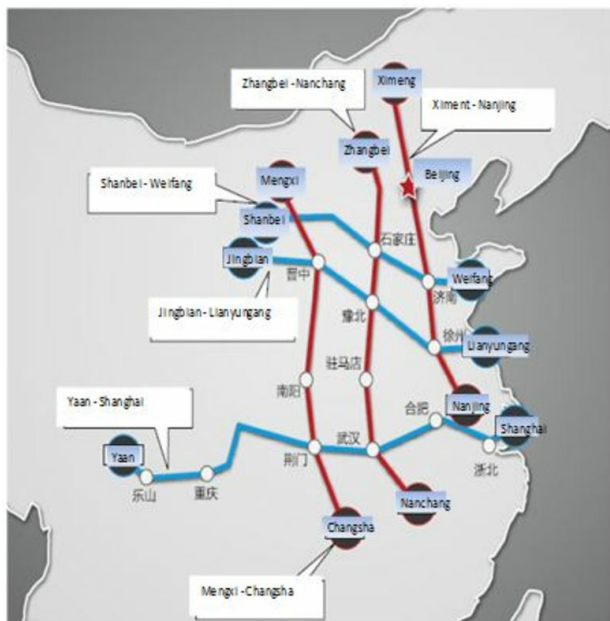 Ximeng
Zhangbei - Nanchang
Ximent - Nanjing
Zhangbei
Beijing
Mengxi
Shanbei - Weifang
Shanbei
石家庄
Jingbian
晋中
Weifang
济南
Jingbian - Lianyungang
豫北
徐州
Lianyungang
驻马店
南阳
Yaan - Shanghai
合肥
Nanjing
Shanghai
武汉
Yaan
荆门
浙北
乐山
重庆
Nanchang
Changsha
Mengxi - Changsha